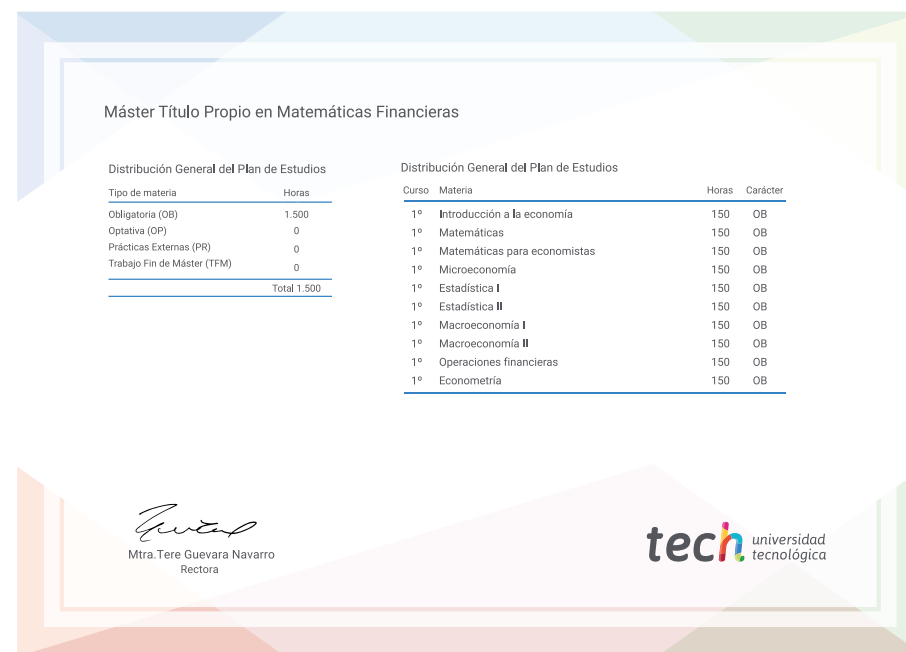 Máster Título Propio en Matemáticas Financieras
Distribución General del Plan de Estudios
Tipo de materia Horas
Obligatoria (OB) 1.500
Optativa (OP) 0
Prácticas Externas (PR) 0
Trabajo Fin de Máster (TFM) 0
Total 1.500
Distribución General del Plan de Estudios
Curso Materia Horas Carácter
1º Introducción a la economía 150 OB
1º Matemáticas 150 OB
1º Matemáticas para economistas 150 OB
1º Microeconomía 150 OB
1º Estadística I 150 OB
1º Estadística II 150 OB
1º Macroeconomía I 150 OB
1º Macroeconomía II 150 OB
1º Operaciones financieras 150 OB
1º Econometría 150 OB
Mtra.Tere Guevara Navarro
Rectora
tech universidad
tecnológica